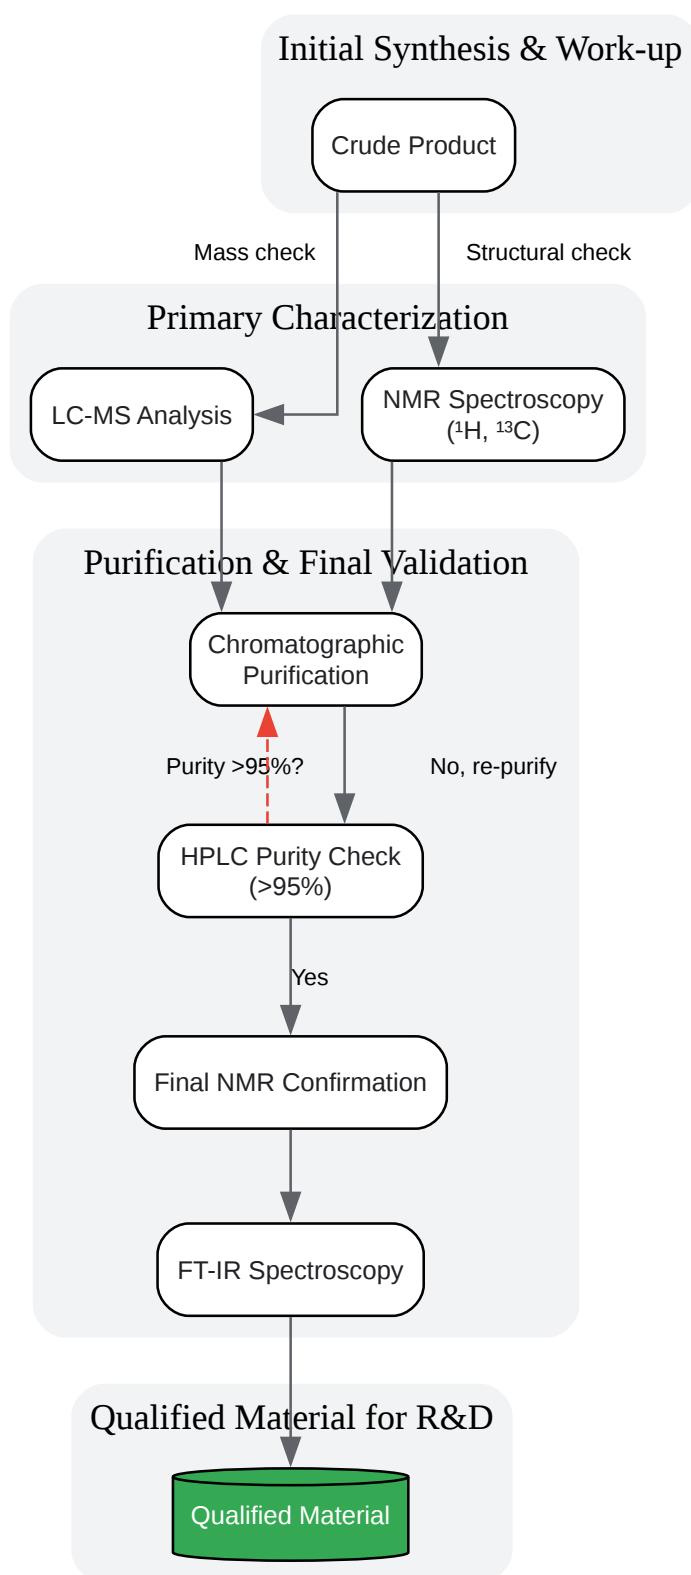 Initial Synthesis & Work-up
Crude Product
Mass check
Structural check
Primary Characterization
LC-MS Analysis
NMR Spectroscopy
(¹H, ¹³C)
Purification & Final Validation
Chromatographic
Purification
Purity >95%?
No, re-purify
HPLC Purity Check
(>95%)
Yes
Final NMR Confirmation
FT-IR Spectroscopy
Qualified Material for R&D
Qualified Material